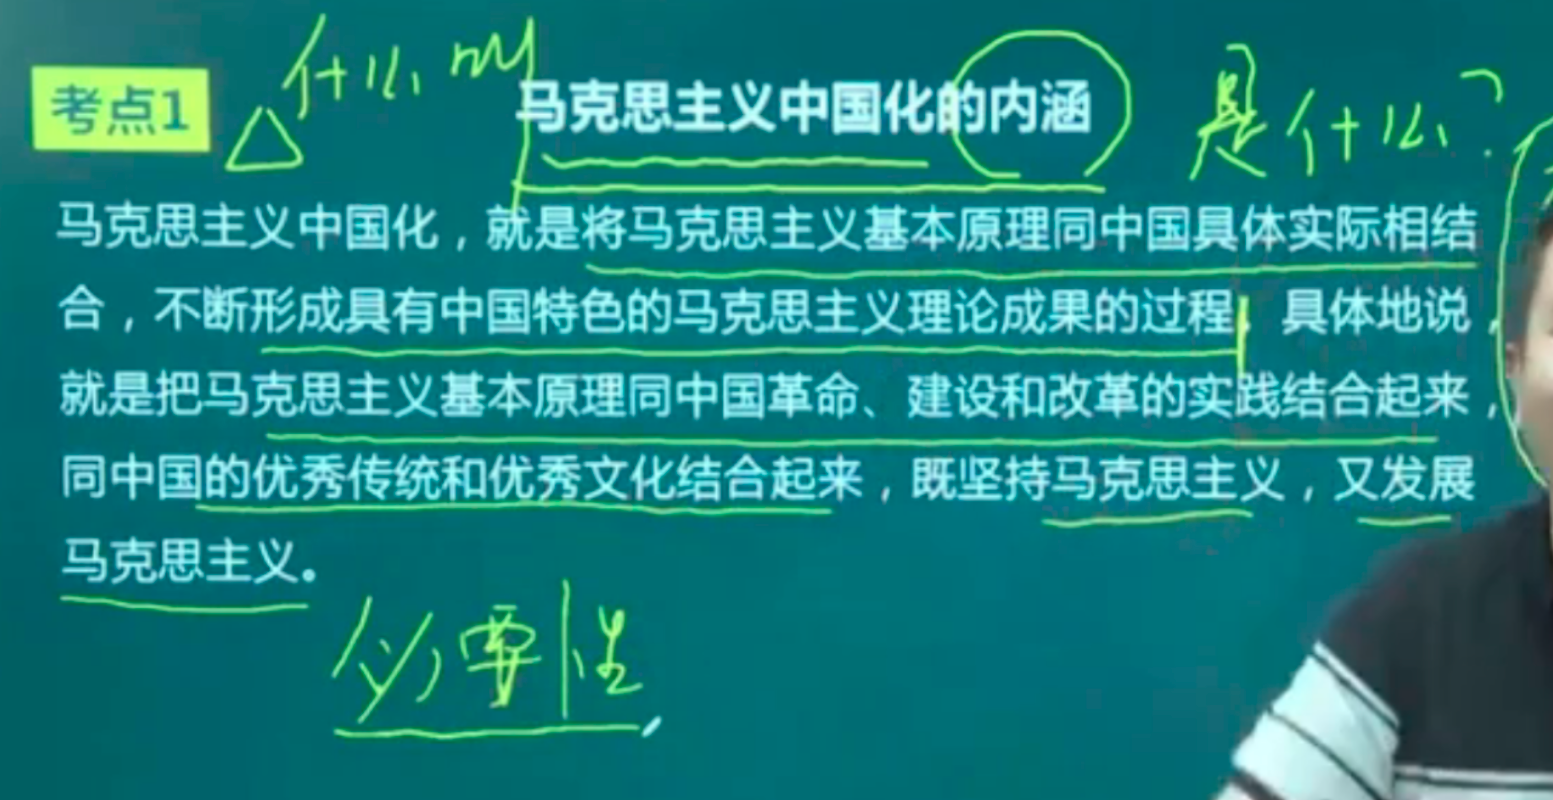 考点1
什么叫
马克思主义中国化的内涵
是什么?
马克思主义中国化，就是将马克思主义基本原理同中国具体实际相结
合，不断形成具有中国特色的马克思主义理论成果的过程。具体地说，
就是把马克思主义基本原理同中国革命、建设和改革的实践结合起来，
同中国的优秀传统和优秀文化结合起来，既坚持马克思主义，又发展
马克思主义。
必要性